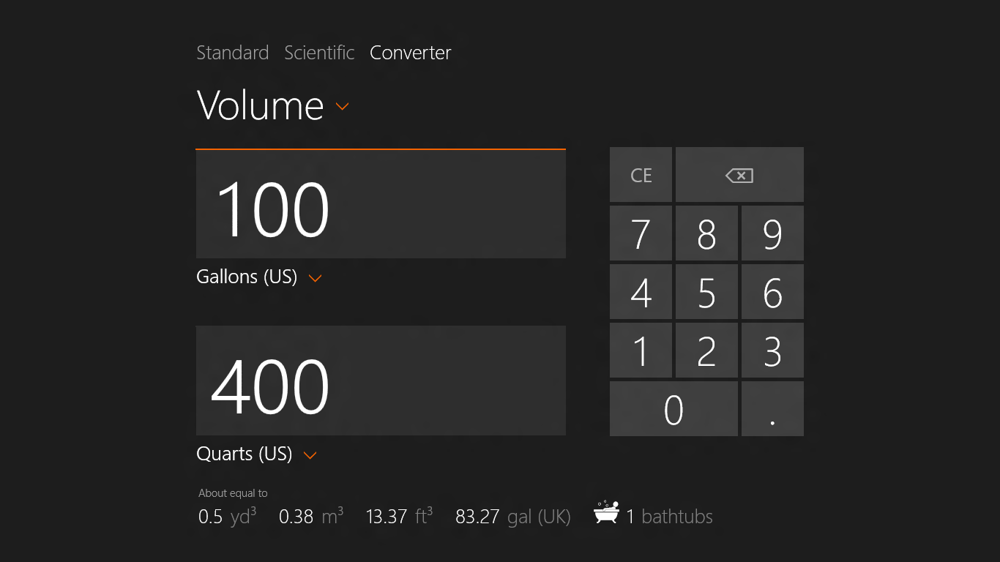 Standard Scientific Converter
Volume
100
Gallons (US)
400
Quarts (US)
CE
7 8 9
4 5 6
1 2 3
0 .
About equal to
0.5 yd³ 0.38 m³ 13.37 ft³ 83.27 gal (UK) 1 bathtubs